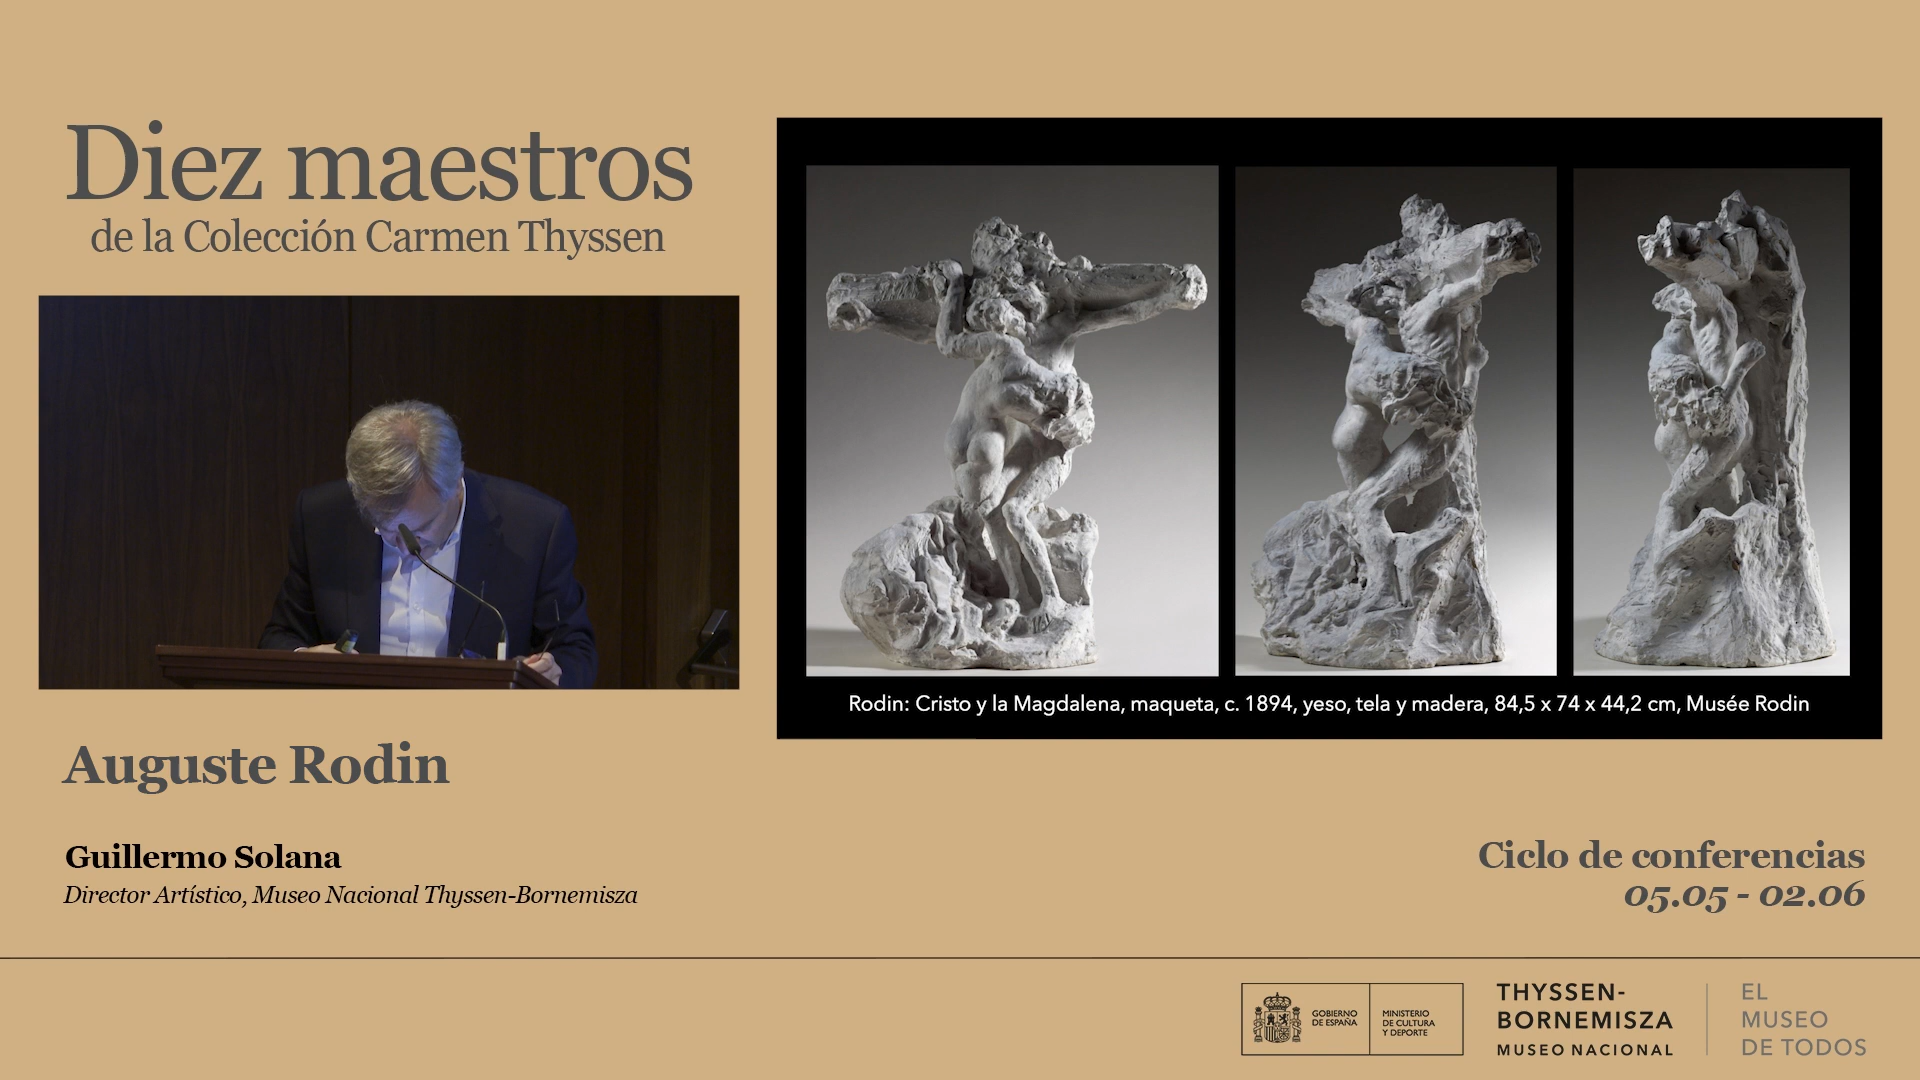 Diez maestros
de la Colección Carmen Thyssen
Rodin: Cristo y la Magdalena, maqueta, c. 1894, yeso, tela y madera, 84,5 x 74 x 44,2 cm, Musée Rodin
Auguste Rodin
Guillermo Solana
Director Artístico, Museo Nacional Thyssen-Bornemisza
Ciclo de conferencias
05.05 - 02.06
GOBIERNO
DE ESPAÑA
MINISTERIO
DE CULTURA
Y DEPORTE
THYSSEN-
BORNEMISZA
MUSEO NACIONAL
EL
MUSEO
DE TODOS